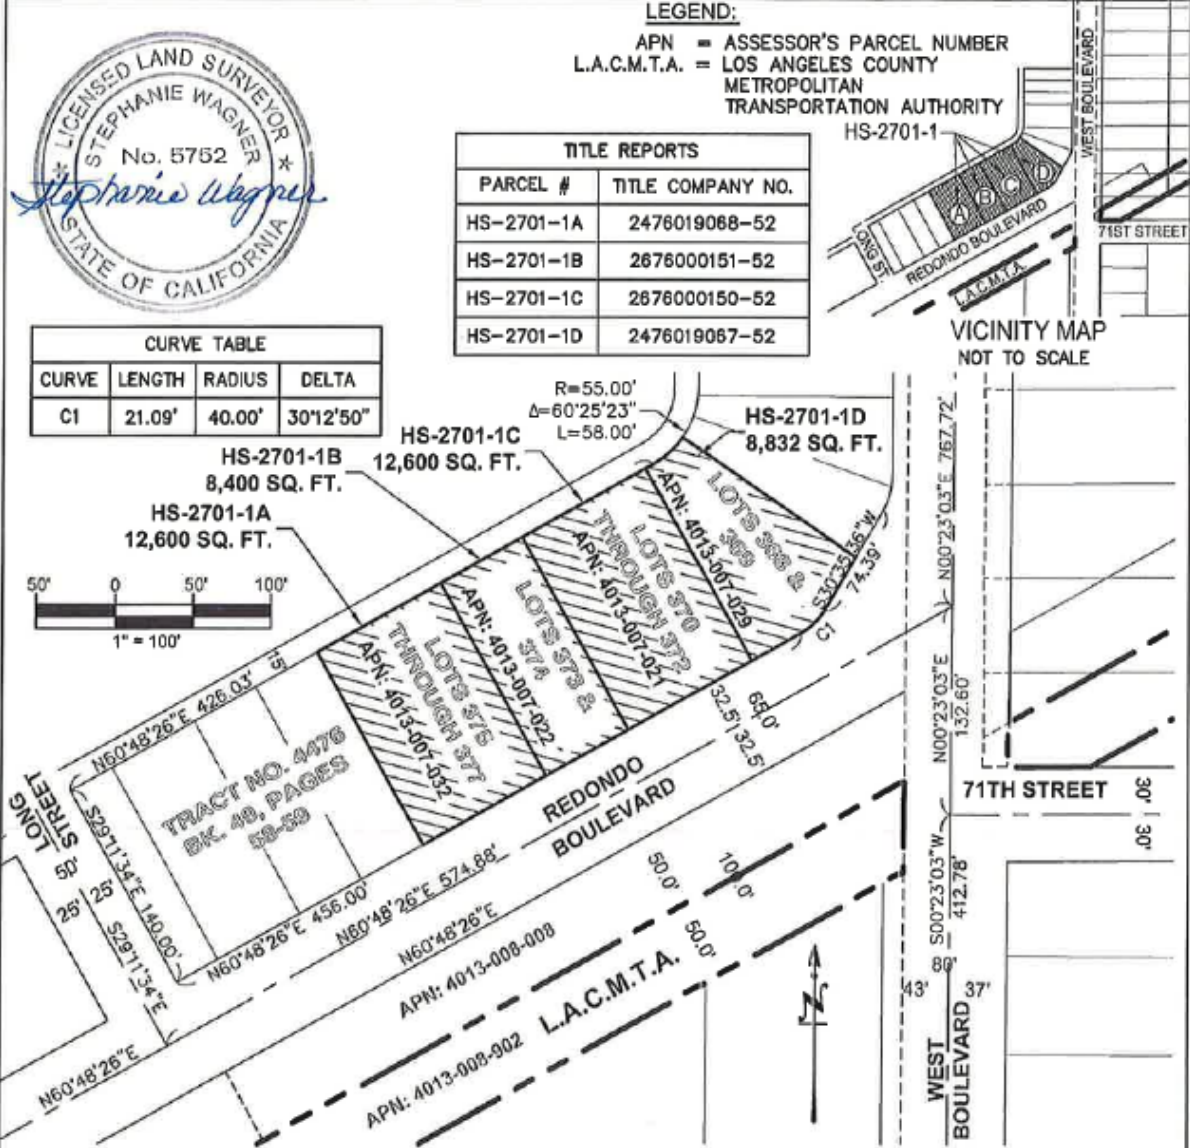 LEGEND:
APN = ASSESSOR'S PARCEL NUMBER
L.A.C.M.T.A. = LOS ANGELES COUNTY
METROPOLITAN
TRANSPORTATION AUTHORITY
LICENSED LAND SURVEYOR
STEPHANIE WAGNER
No. 5752
Stephanie Wagner
STATE OF CALIFORNIA
TITLE REPORTS
PARCEL # TITLE COMPANY NO.
HS-2701-1A 2476019068-52
HS-2701-1B 2676000151-52
HS-2701-1C 2676000150-52
HS-2701-1D 2476019067-52
HS-2701-1
A
B
C
D
WEST BOULEVARD
71ST STREET
LONG ST.
REDONDO BOULEVARD
L.A.C.M.T.A.
VICINITY MAP
NOT TO SCALE
CURVE TABLE
CURVE LENGTH RADIUS DELTA
C1 21.09' 40.00' 30°12'50"
R=55.00'
Δ=60°25'23"
L=58.00'
HS-2701-1D
8,832 SQ. FT.
HS-2701-1C
12,600 SQ. FT.
HS-2701-1B
8,400 SQ. FT.
HS-2701-1A
12,600 SQ. FT.
50' 0 50' 100'
1" = 100'
LOTS 368 &
369
APN: 4013-007-029
LOTS 370
THROUGH 372
APN: 4013-007-021
LOTS 373 &
374
APN: 4013-007-022
LOTS 375
THROUGH 377
APN: 4013-007-032
S30°35'36"W
74.39'
C1
15'
N60°48'26"E 426.03'
TRACT NO. 4476
BK. 48, PAGES
58-59
LONG
STREET
50'
25' 25'
S29°11'34"E 140.00'
S29°11'34"E
N60°48'26"E 456.00'
N60°48'26"E 574.88'
N60°48'26"E
N60°48'26"E
REDONDO
BOULEVARD
65.0'
32.5' 32.5'
50.0'
100.0'
50.0'
APN: 4013-008-008
L.A.C.M.T.A.
APN: 4013-008-902
N00°23'03"E 767.72'
N00°23'03"E
132.60'
71TH STREET
30'
30'
S00°23'03"W
412.78'
80'
43' 37'
WEST
BOULEVARD
N